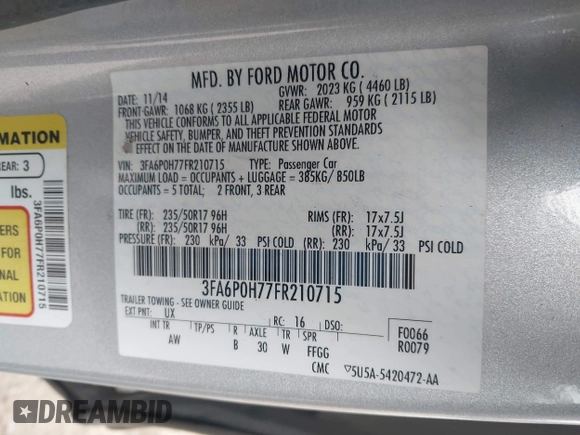 MFD. BY FORD MOTOR CO.
DATE: 11/14 GVWR: 2023 KG ( 4460 LB)
FRONT GAWR: 1068 KG ( 2355 LB) REAR GAWR: 959 KG ( 2115 LB)
THIS VEHICLE CONFORMS TO ALL APPLICABLE FEDERAL MOTOR
VEHICLE SAFETY, BUMPER, AND THEFT PREVENTION STANDARDS
IN EFFECT ON THE DATE OF MANUFACTURE SHOWN ABOVE.
VIN: 3FA6P0H77FR210715 TYPE: Passenger Car
MAXIMUM LOAD = OCCUPANTS + LUGGAGE = 385KG/ 850LB
OCCUPANTS = 5 TOTAL; 2 FRONT, 3 REAR
TIRE (FR): 235/50R17 96H RIMS (FR): 17x7.5J
(RR): 235/50R17 96H (RR): 17x7.5J
PRESSURE (FR): 230 kPa/ 33 PSI COLD (RR): 230 kPa/ 33 PSI COLD
3FA6P0H77FR210715
TRAILER TOWING - SEE OWNER GUIDE
EXT PNT: UX RC: 16 DSO:
INT TR TP/PS R AXLE TR SPR F0066
AW B 30 W FFGG R0079
CMC 5U5A-5420472-AA
REAR: 3
lbs.
3FA6P0H77FR210715
FOR
DREAMBID